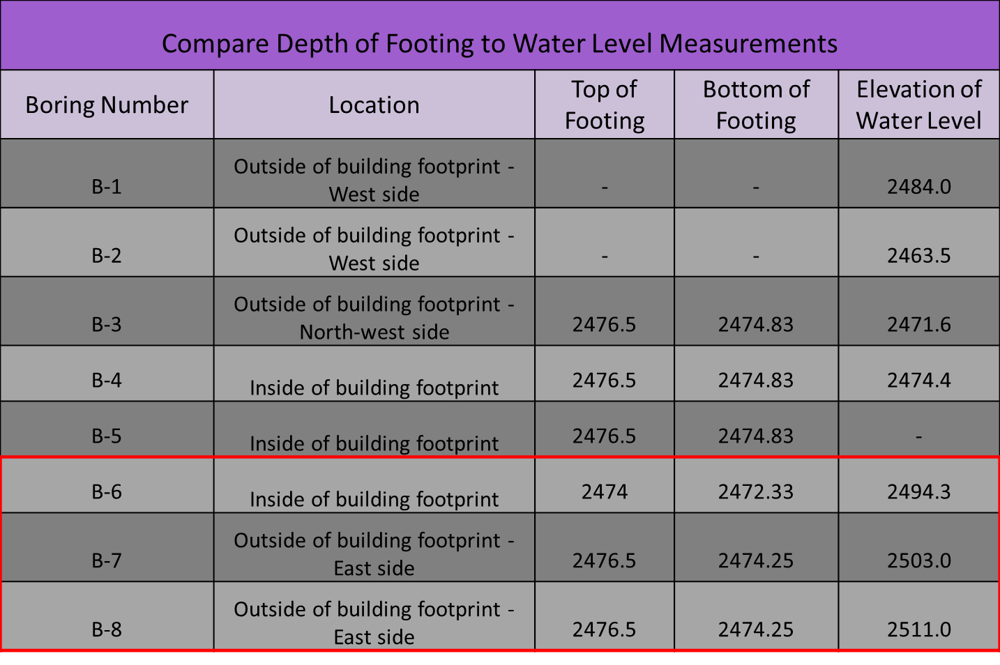 Compare Depth of Footing to Water Level Measurements
Boring Number
Location
Top of
Footing
Bottom of
Footing
Elevation of
Water Level
B-1
Outside of building footprint -
West side
-
-
2484.0
B-2
Outside of building footprint -
West side
-
-
2463.5
B-3
Outside of building footprint -
North-west side
2476.5
2474.83
2471.6
B-4
Inside of building footprint
2476.5
2474.83
2474.4
B-5
Inside of building footprint
2476.5
2474.83
-
B-6
Inside of building footprint
2474
2472.33
2494.3
B-7
Outside of building footprint -
East side
2476.5
2474.25
2503.0
B-8
Outside of building footprint -
East side
2476.5
2474.25
2511.0